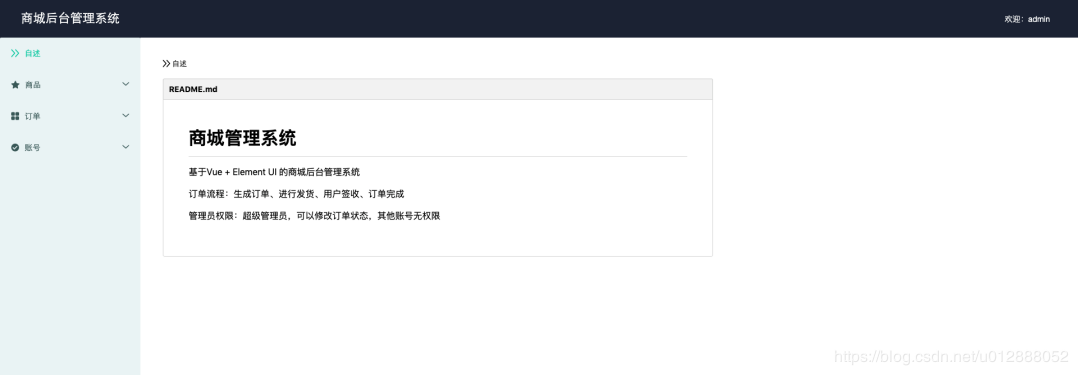 商城后台管理系统
欢迎：admin
自述
商品
订单
账号
自述
README.md
商城管理系统
基于Vue + Element UI 的商城后台管理系统
订单流程：生成订单、进行发货、用户签收、订单完成
管理员权限：超级管理员，可以修改订单状态，其他账号无权限
https://blog.csdn.net/u012888052